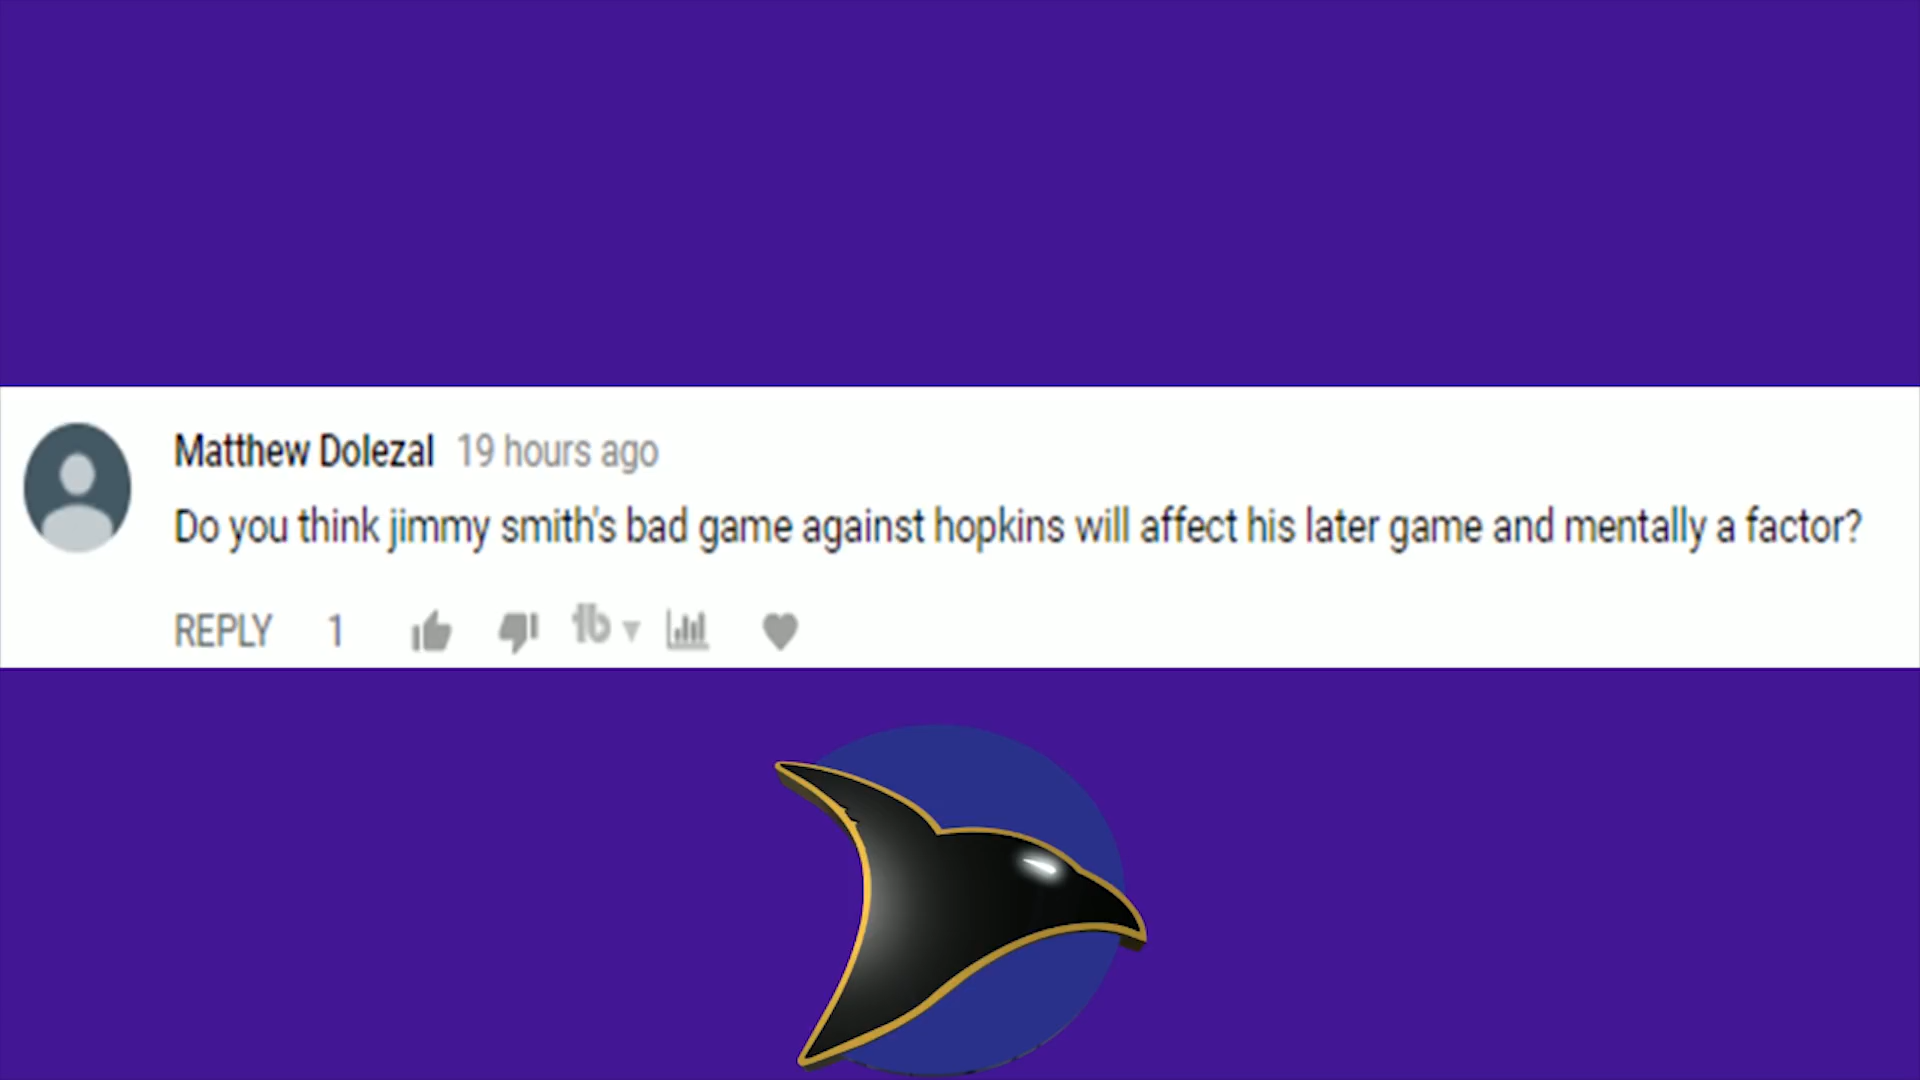 Matthew Dolezal 19 hours ago
Do you think jimmy smith's bad game against hopkins will affect his later game and mentally a factor?
REPLY 1